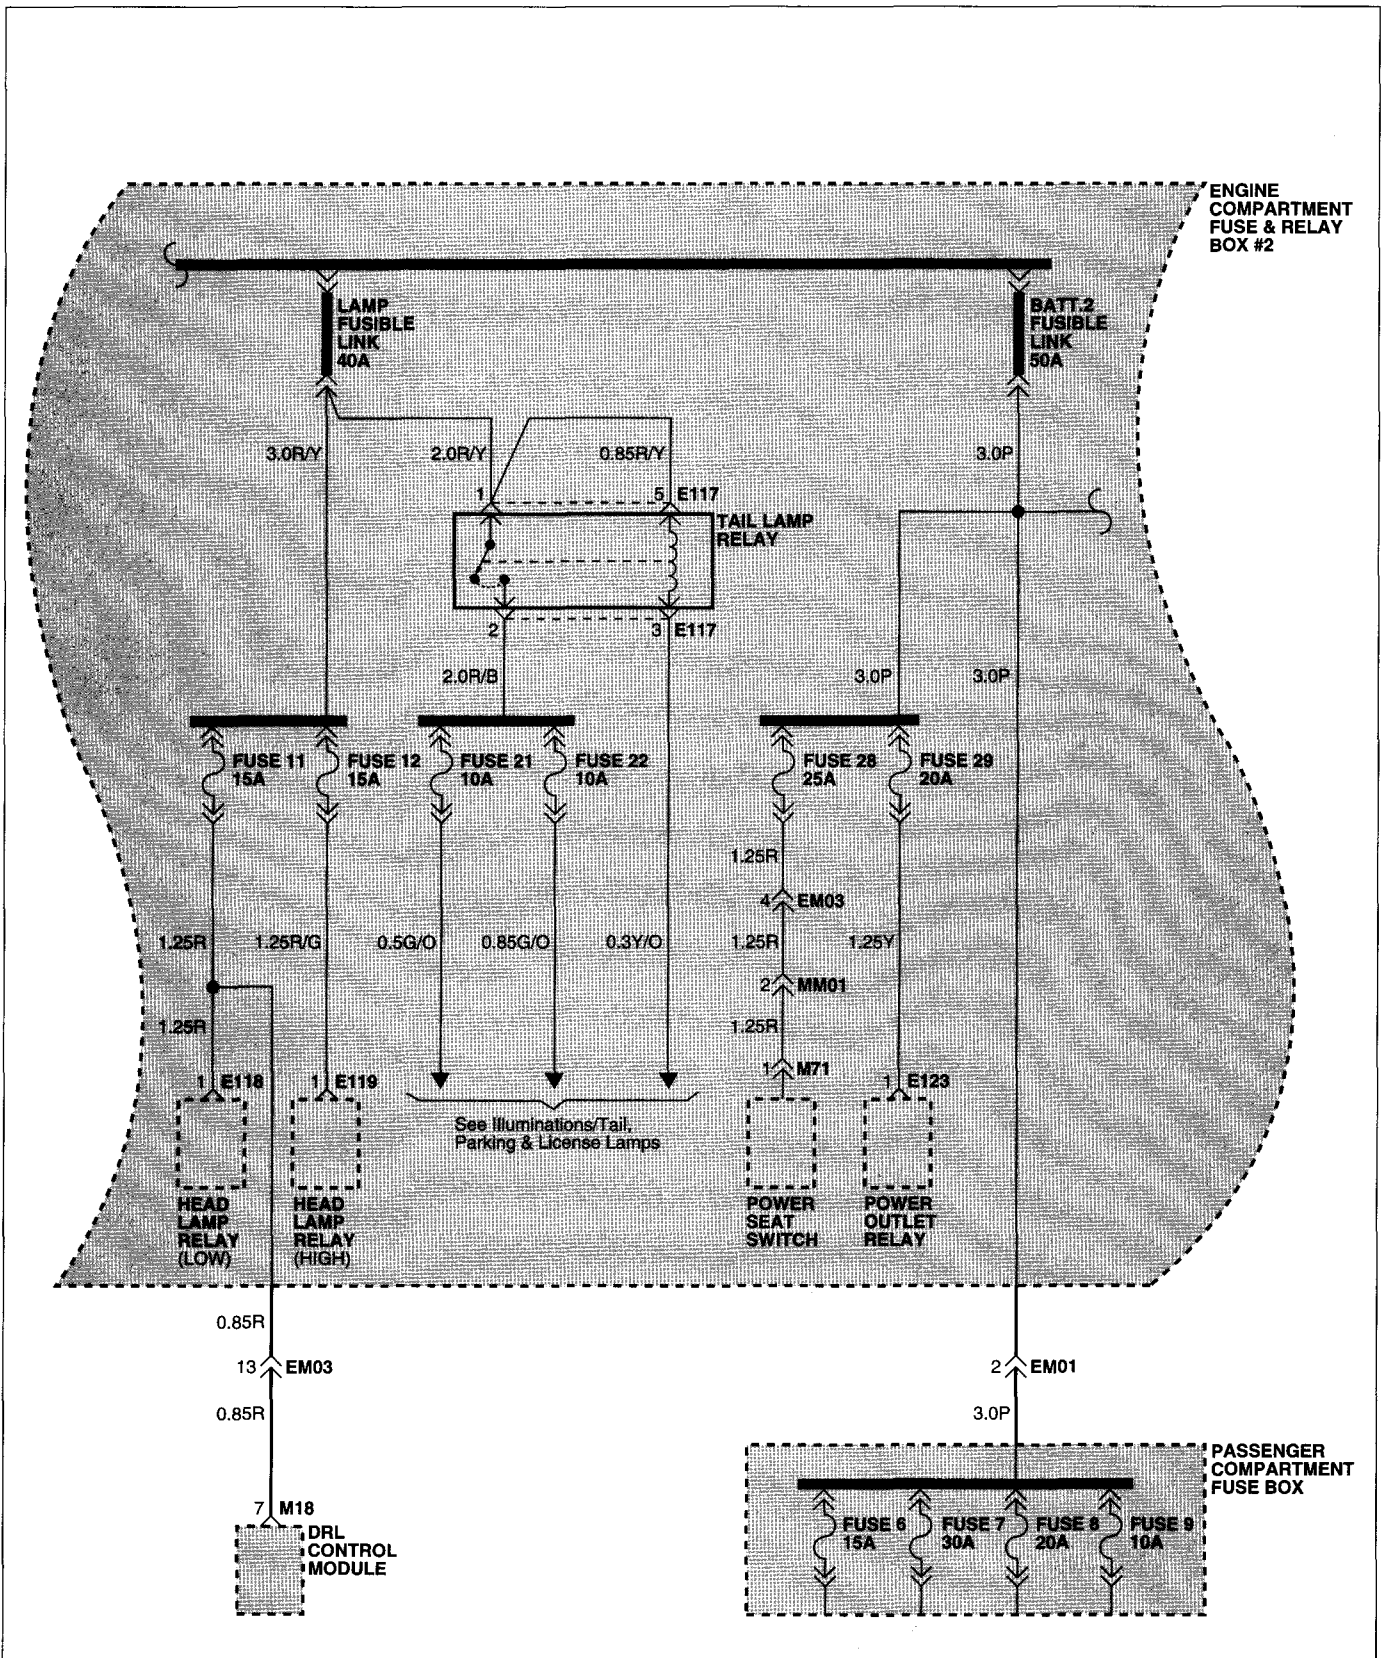 ENGINE
COMPARTMENT
FUSE & RELAY
BOX #2
LAMP
FUSIBLE
LINK
40A
BATT.2
FUSIBLE
LINK
50A
3.0R/Y
2.0R/Y
0.85R/Y
3.0P
1
5 E117
TAIL LAMP
RELAY
2
3 E117
2.0R/B
3.0P
3.0P
FUSE 11
15A
FUSE 12
15A
FUSE 21
10A
FUSE 22
10A
FUSE 28
25A
FUSE 29
20A
1.25R
4 EM03
1.25R
1.25R/G
0.5G/O
0.85G/O
0.3Y/O
1.25R
1.25Y
2 MM01
1.25R
1.25R
1 M71
1 E118
1 E119
1 E123
See Illuminations/Tail,
Parking & License Lamps
HEAD
LAMP
RELAY
(LOW)
HEAD
LAMP
RELAY
(HIGH)
POWER
SEAT
SWITCH
POWER
OUTLET
RELAY
0.85R
13 EM03
2 EM01
0.85R
3.0P
PASSENGER
COMPARTMENT
FUSE BOX
7 M18
DRL
CONTROL
MODULE
FUSE 6
15A
FUSE 7
30A
FUSE 8
20A
FUSE 9
10A